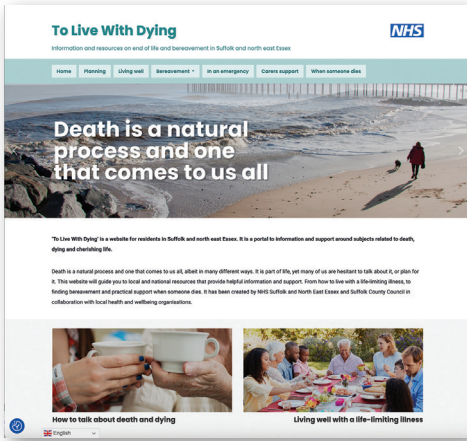 To Live With Dying
NHS
Information and resources on end of life and bereavement in Suffolk and north east Essex
Home Planning Living well Bereavement In an emergency Carers support When someone dies
Death is a natural
process and one
that comes to us all
"To Live With Dying" is a website for residents in Suffolk and north east Essex. It is a portal to information and support around subjects related to death,
dying and cherishing life.
Death is a natural process and one that comes to us all, albeit in many different ways. It is part of life, yet many of us are hesitant to talk about it, or plan for
it. This website will guide you to local and national resources that provide helpful information and support. From how to live with a life-limiting illness, to
finding bereavement and practical support when someone dies. It has been created by NHS Suffolk and North East Essex and Suffolk County Council in
collaboration with local health and wellbeing organisations.
How to talk about death and dying
Living well with a life-limiting illness
English